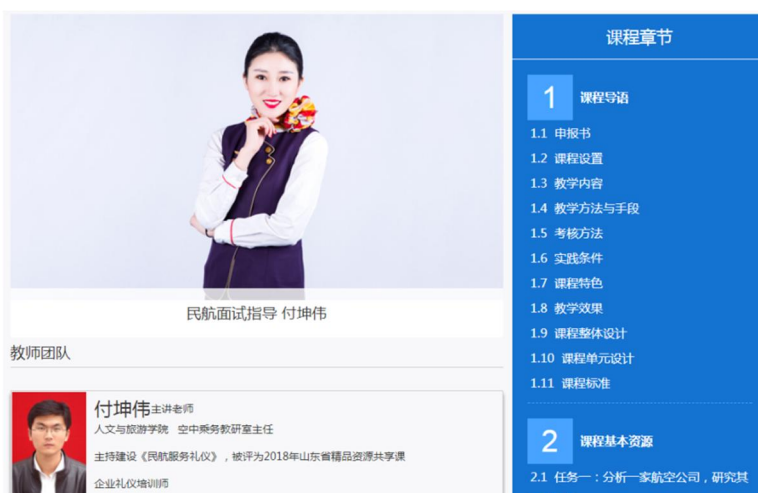 民航面试指导 付坤伟
教师团队
付坤伟主讲老师
人文与旅游学院 空中乘务教研室主任
主持建设《民航服务礼仪》，被评为2018年山东省精品资源共享课
企业礼仪培训师
课程章节
1 课程导语
1.1 申报书
1.2 课程设置
1.3 教学内容
1.4 教学方法与手段
1.5 考核方法
1.6 实践条件
1.7 课程特色
1.8 教学效果
1.9 课程整体设计
1.10 课程单元设计
1.11 课程标准
2 课程基本资源
2.1 任务一：分析一家航空公司，研究其